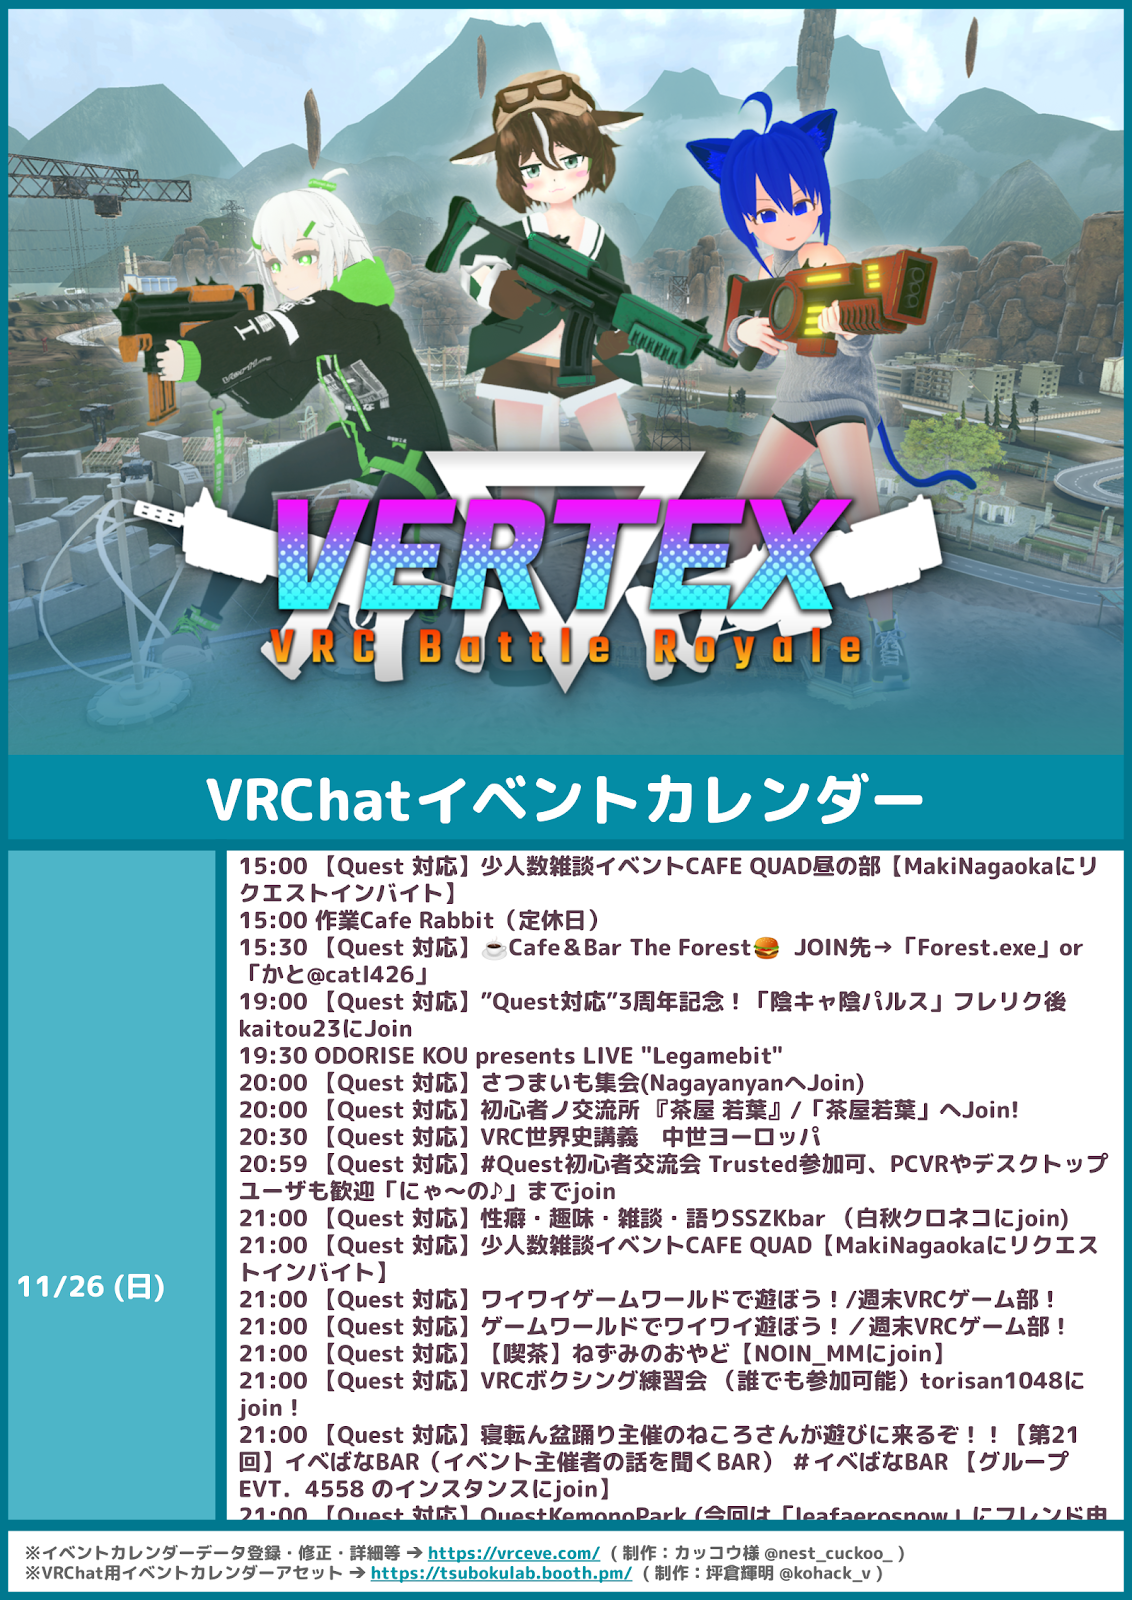 VERTEX
VRC Battle Royale
VRChatイベントカレンダー
11/26 (日)
15:00 【Quest 対応】少人数雑談イベントCAFE QUAD昼の部【MakiNagaokaにリ
クエストインバイト】
15:00 作業Cafe Rabbit（定休日）
15:30 【Quest 対応】☕Cafe＆Bar The Forest🍔 JOIN先→「Forest.exe」or
「かと@catl426」
19:00 【Quest 対応】”Quest対応”3周年記念！「陰キャ陰パルス」フレリク後
kaitou23にJoin
19:30 ODORISE KOU presents LIVE "Legamebit"
20:00 【Quest 対応】さつまいも集会(NagayanyanへJoin)
20:00 【Quest 対応】初心者ノ交流所 『茶屋 若葉』/「茶屋若葉」へJoin!
20:30 【Quest 対応】VRC世界史講義　中世ヨーロッパ
20:59 【Quest 対応】#Quest初心者交流会 Trusted参加可、PCVRやデスクトップ
ユーザも歓迎「にゃ～の♪」までjoin
21:00 【Quest 対応】性癖・趣味・雑談・語りSSZKbar （白秋クロネコにjoin)
21:00 【Quest 対応】少人数雑談イベントCAFE QUAD【MakiNagaokaにリクエス
トインバイト】
21:00 【Quest 対応】ワイワイゲームワールドで遊ぼう！/週末VRCゲーム部！
21:00 【Quest 対応】ゲームワールドでワイワイ遊ぼう！／週末VRCゲーム部！
21:00 【Quest 対応】【喫茶】ねずみのおやど【NOIN_MMにjoin】
21:00 【Quest 対応】VRCボクシング練習会 （誰でも参加可能）torisan1048に
join！
21:00 【Quest 対応】寝転ん盆踊り主催のねころさんが遊びに来るぞ！！【第21
回】イベばなBAR（イベント主催者の話を聞くBAR） ＃イベばなBAR 【グループ
EVT．4558 のインスタンスにjoin】
21:00 【Quest 対応】QuestKemonoPark (今回は「leafaerosnow」にフレンド申
※イベントカレンダーデータ登録・修正・詳細等 ➔ https://vrceve.com/ ( 制作：カッコウ様 @nest_cuckoo_ )
※VRChat用イベントカレンダーアセット ➔ https://tsubokulab.booth.pm/ ( 制作：坪倉輝明 @kohack_v )